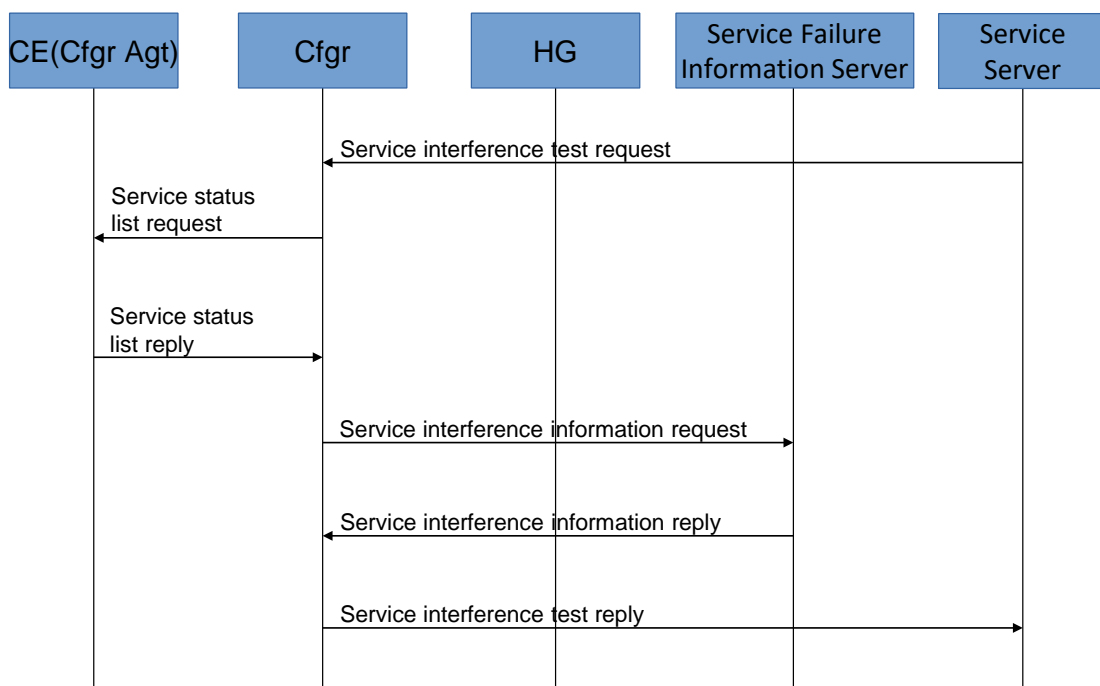 CE(Cfgr Agt)
Cfgr
HG
Service Failure
Information Server
Service
Server
Service interference test request
Service status
list request
Service status
list reply
Service interference information request
Service interference information reply
Service interference test reply